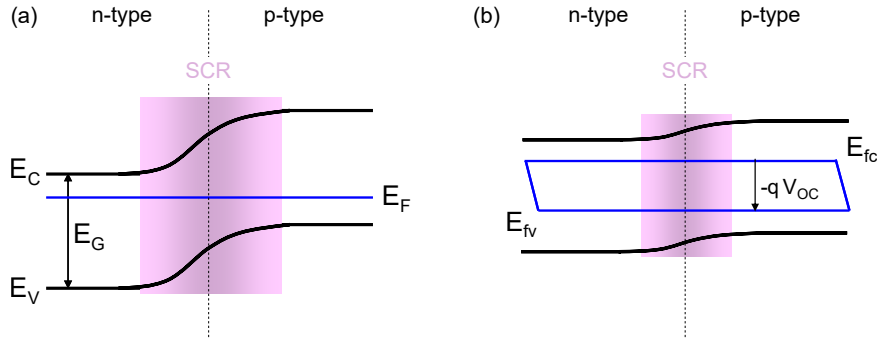 (a)
n-type
p-type
SCR
E_C
E_F
E_G
E_V
(b)
n-type
p-type
SCR
E_fc
-q V_OC
E_fv